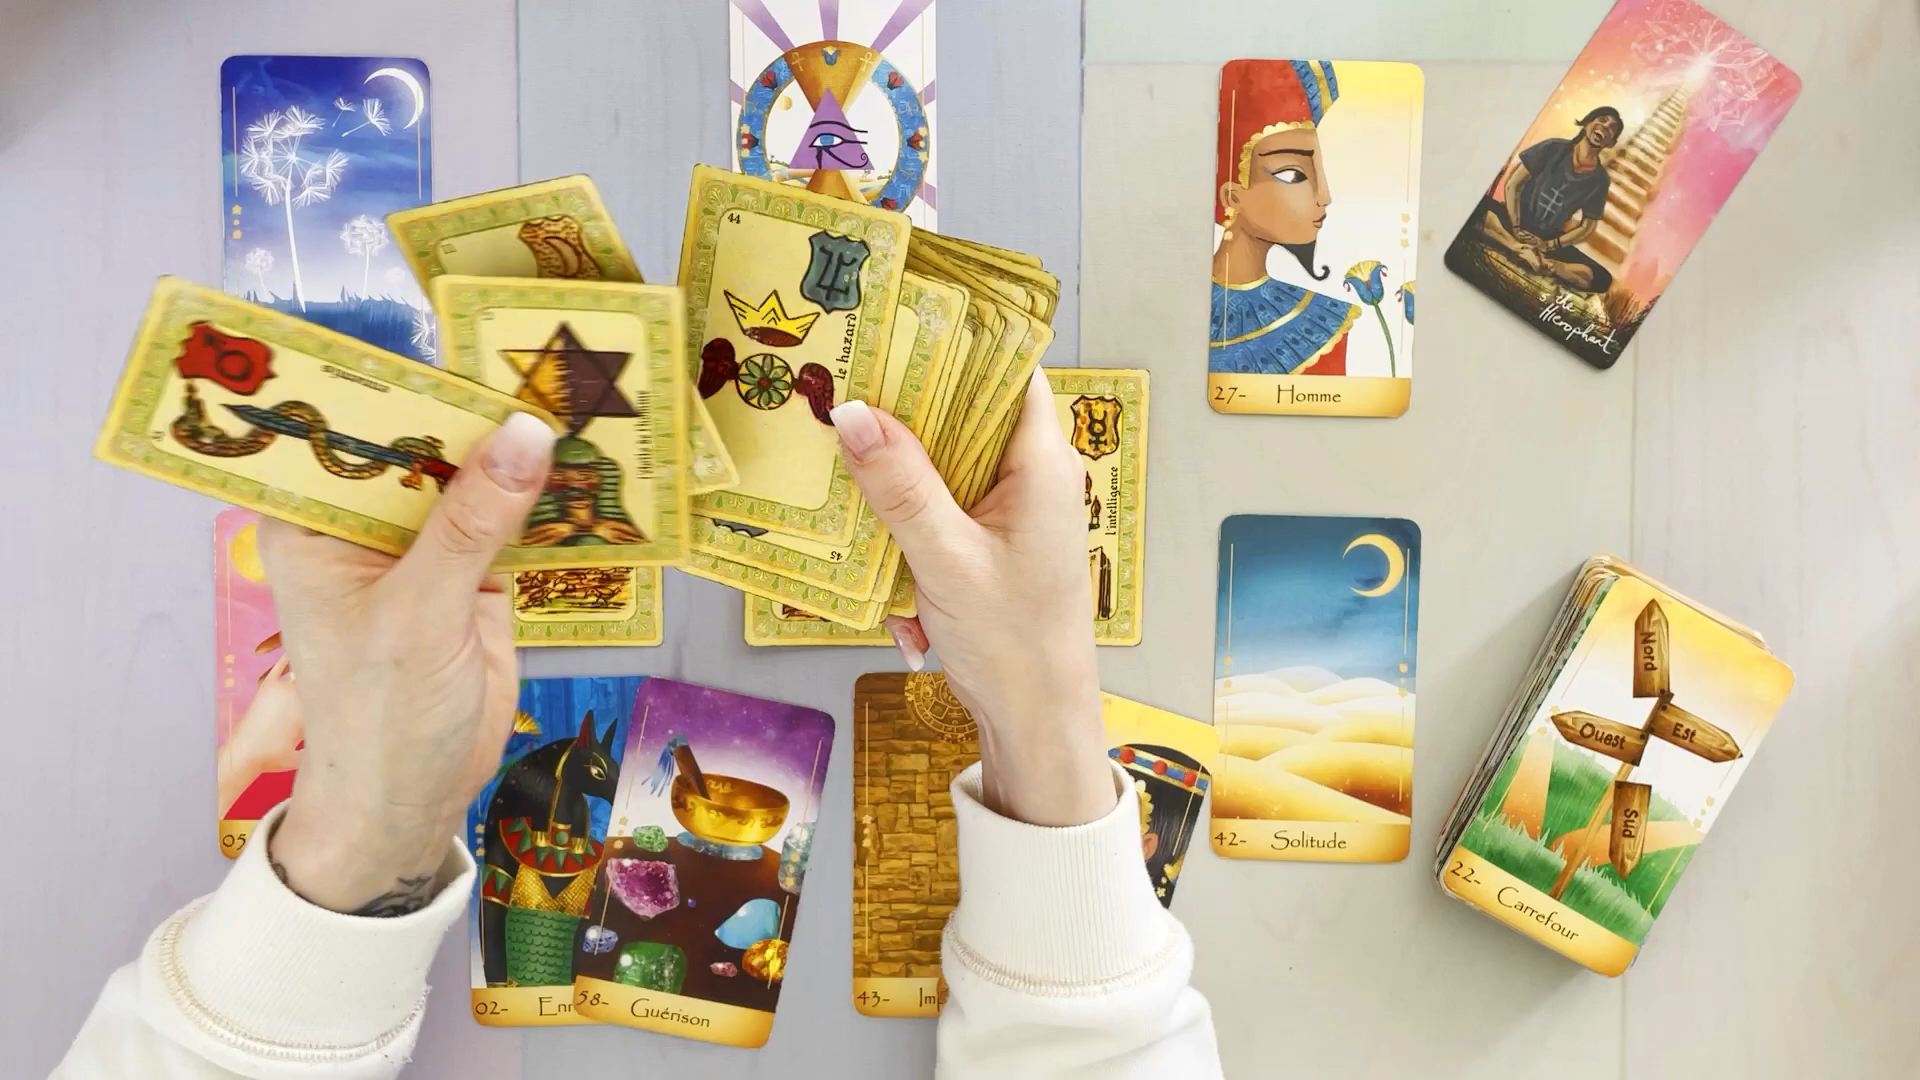 44
le hazard
45
l'intelligence
27- Homme
5. the
Hierophant
42- Solitude
Nord
Ouest
Est
Sud
22- Carrefour
05
02- Enn
58- Guérison
43- Im